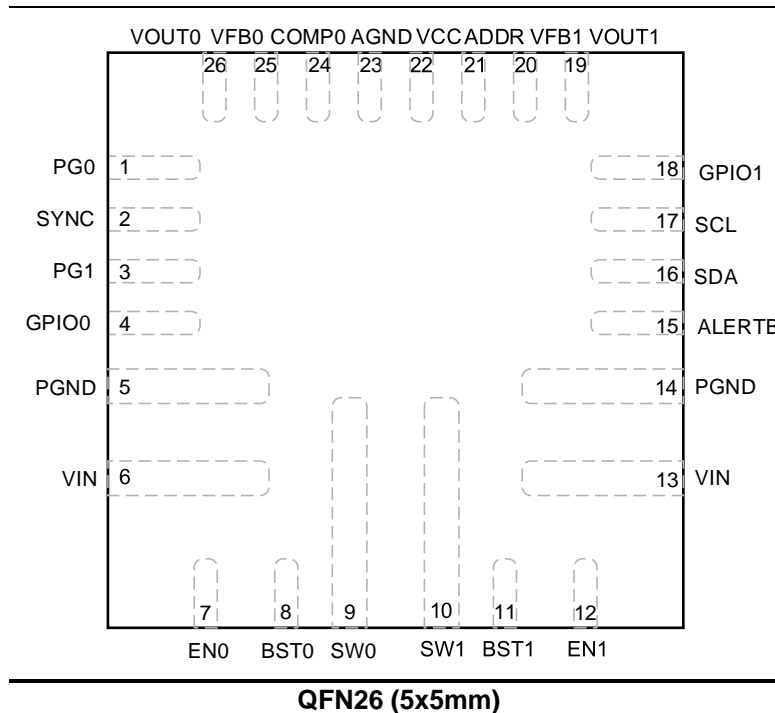 VOUT0 VFB0 COMP0 AGND VCC ADDR VFB1 VOUT1
26 25 24 23 22 21 20 19
PG0 1 18 GPIO1
SYNC 2 17 SCL
PG1 3 16 SDA
GPIO0 4 15 ALERTB
PGND 5 14 PGND
VIN 6 13 VIN
7 8 9 10 11 12
EN0 BST0 SW0 SW1 BST1 EN1
QFN26 (5x5mm)